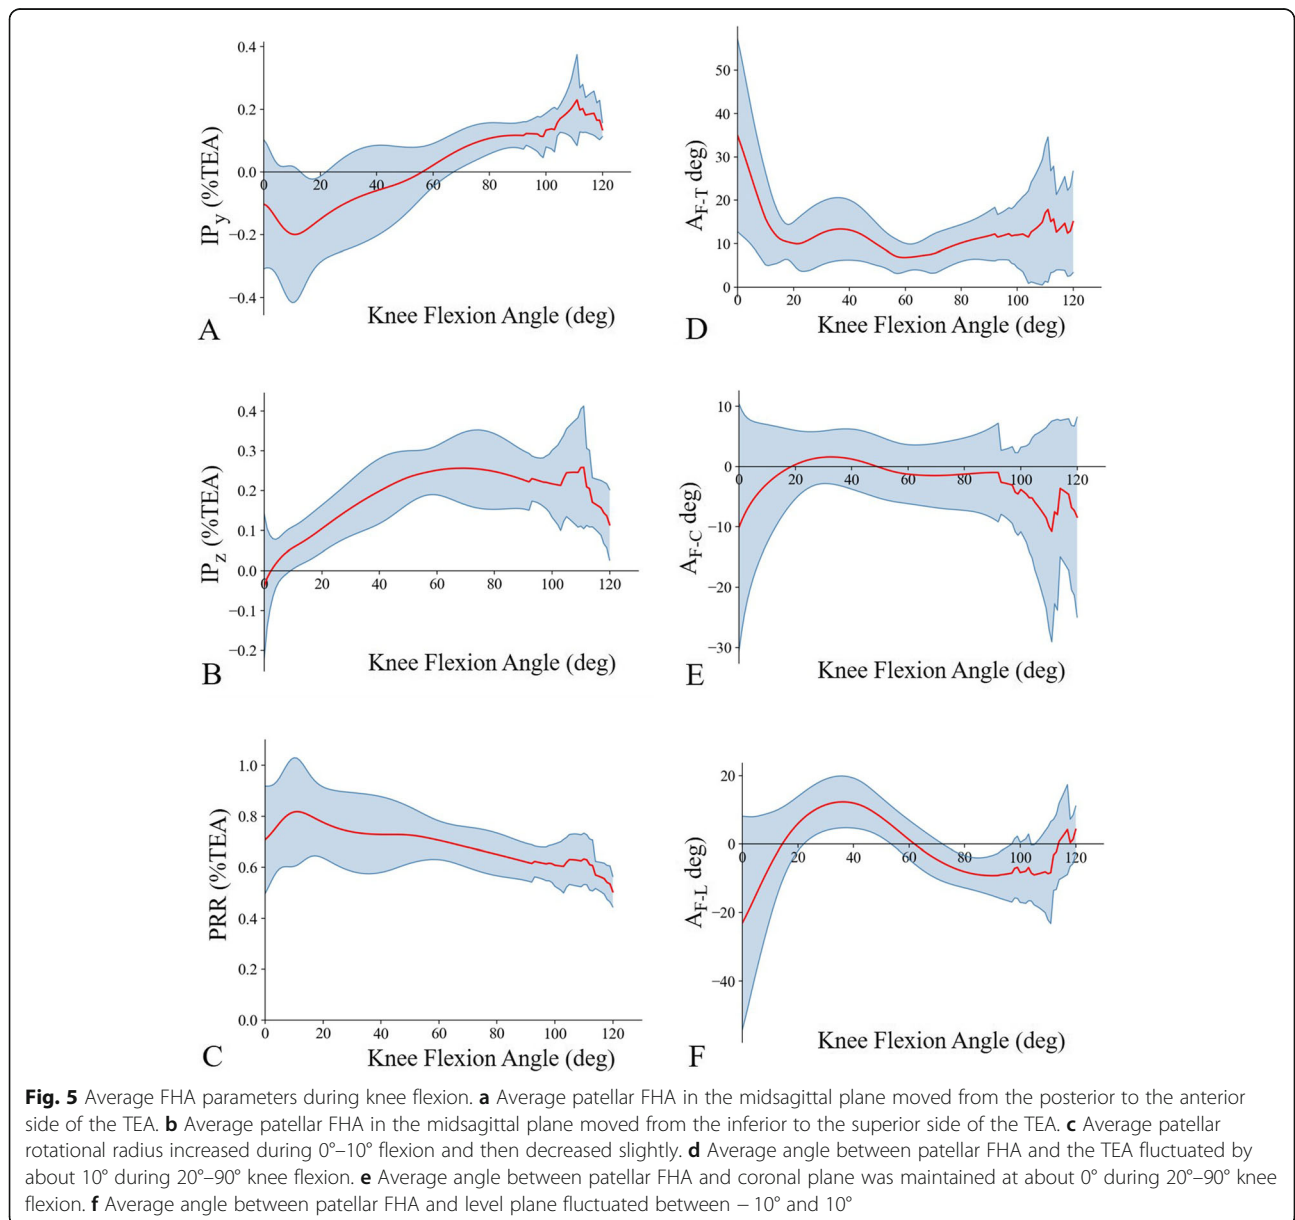 0.4
0.2
0.0
−0.2
−0.4
0 20 40 60 80 100 120
IPy (%TEA)
Knee Flexion Angle (deg)
A
50
40
30
20
10
0
0 20 40 60 80 100 120
AF-T deg)
Knee Flexion Angle (deg)
D
0.4
0.3
0.2
0.1
0.0
−0.1
−0.2
0 20 40 60 80 100 120
IPz (%TEA)
Knee Flexion Angle (deg)
B
10
0
−10
−20
−30
0 20 40 60 80 100 120
AF-C deg)
Knee Flexion Angle (deg)
E
1.0
0.8
0.6
0.4
0.2
0.0
0 20 40 60 80 100 120
PRR (%TEA)
Knee Flexion Angle (deg)
C
20
0
−20
−40
0 20 40 60 80 100 120
AF-L deg)
Knee Flexion Angle (deg)
F
Fig. 5 Average FHA parameters during knee flexion. a Average patellar FHA in the midsagittal plane moved from the posterior to the anterior
side of the TEA. b Average patellar FHA in the midsagittal plane moved from the inferior to the superior side of the TEA. c Average patellar
rotational radius increased during 0°–10° flexion and then decreased slightly. d Average angle between patellar FHA and the TEA fluctuated by
about 10° during 20°–90° knee flexion. e Average angle between patellar FHA and coronal plane was maintained at about 0° during 20°–90° knee
flexion. f Average angle between patellar FHA and level plane fluctuated between − 10° and 10°